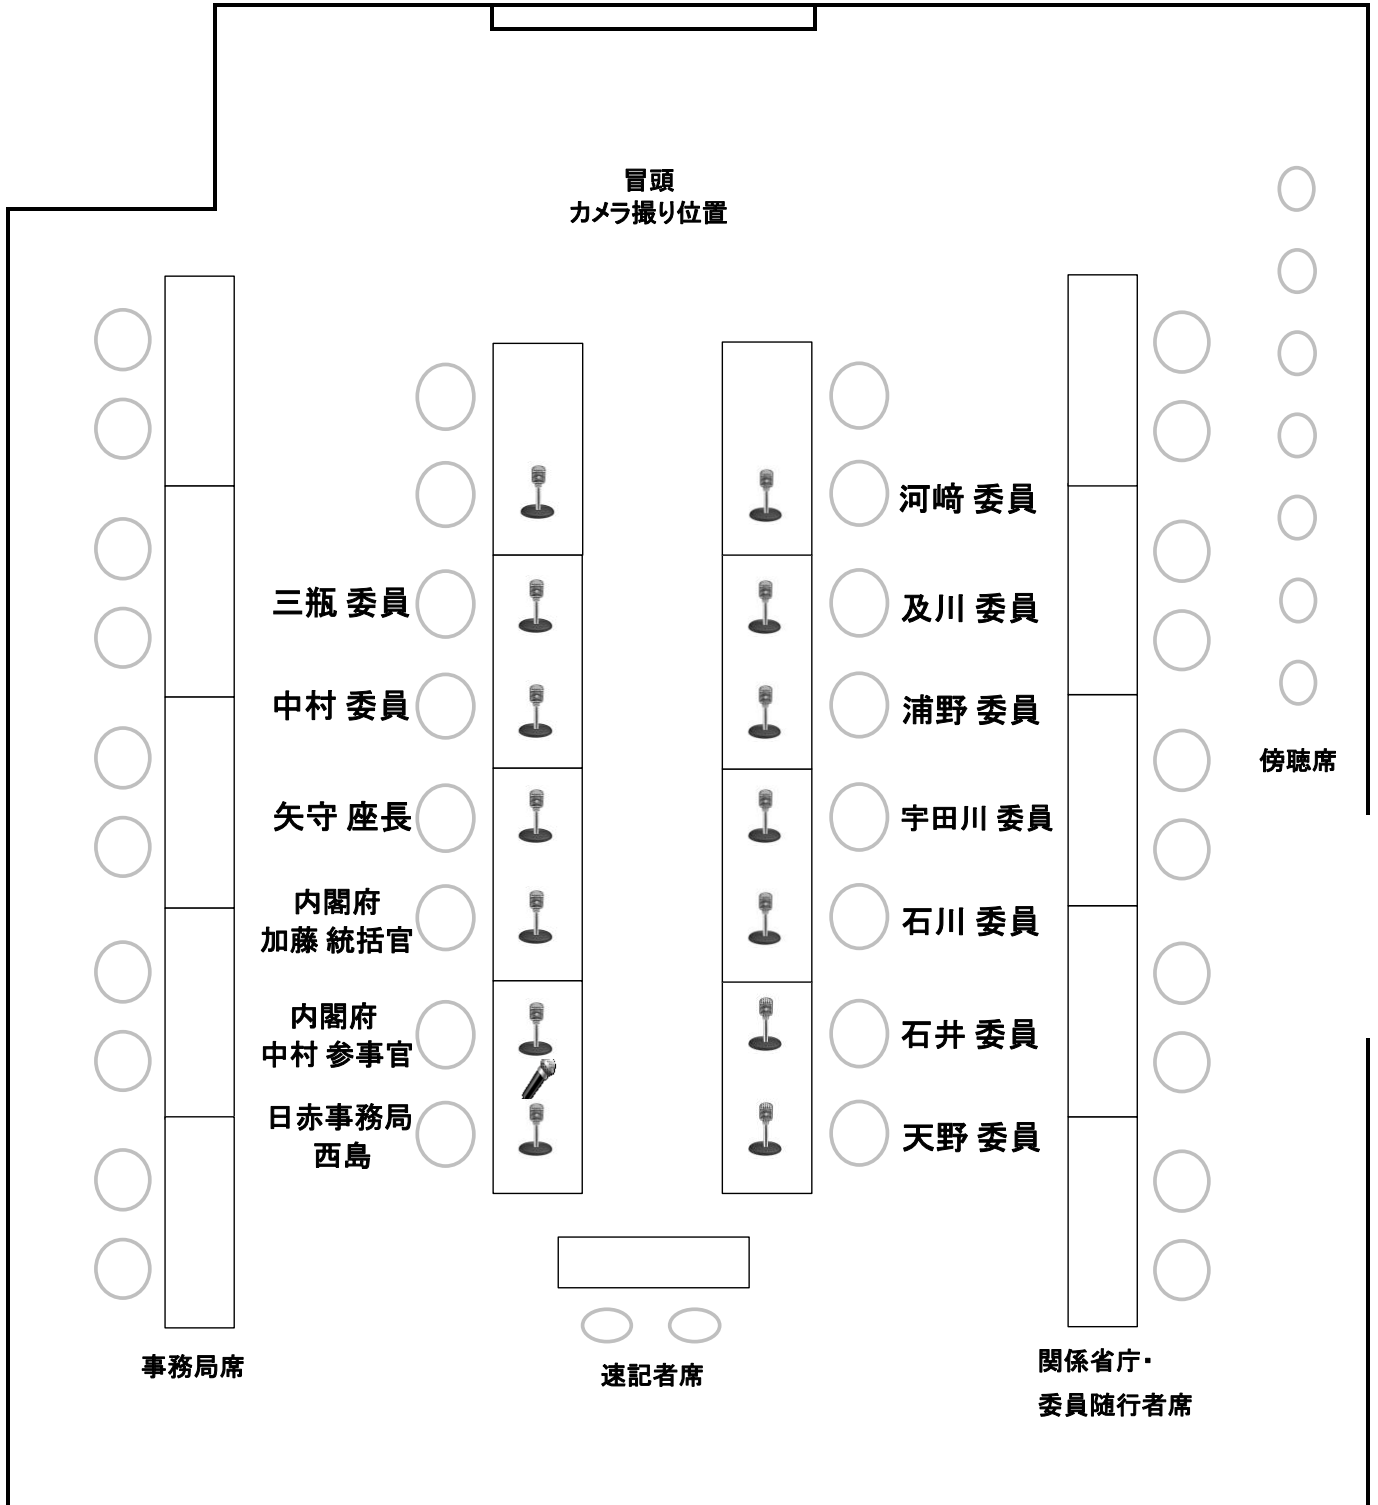 冒頭
カメラ撮り位置
河﨑 委員
三瓶 委員
及川 委員
中村 委員
浦野 委員
傍聴席
矢守 座長
宇田川 委員
内閣府
加藤 統括官
石川 委員
内閣府
中村 参事官
石井 委員
日赤事務局
西島
天野 委員
事務局席
速記者席
関係省庁・
委員随行者席